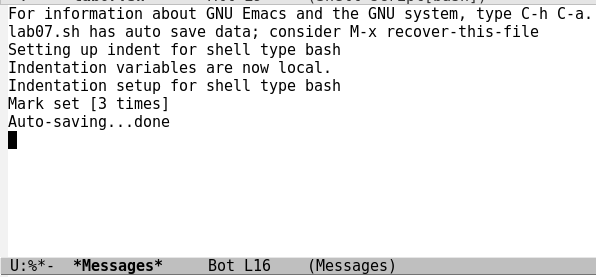 For information about GNU Emacs and the GNU system, type C-h C-a.
lab07.sh has auto save data; consider M-x recover-this-file
Setting up indent for shell type bash
Indentation variables are now local.
Indentation setup for shell type bash
Mark set [3 times]
Auto-saving...done
U:%*-  *Messages*     Bot L16    (Messages)